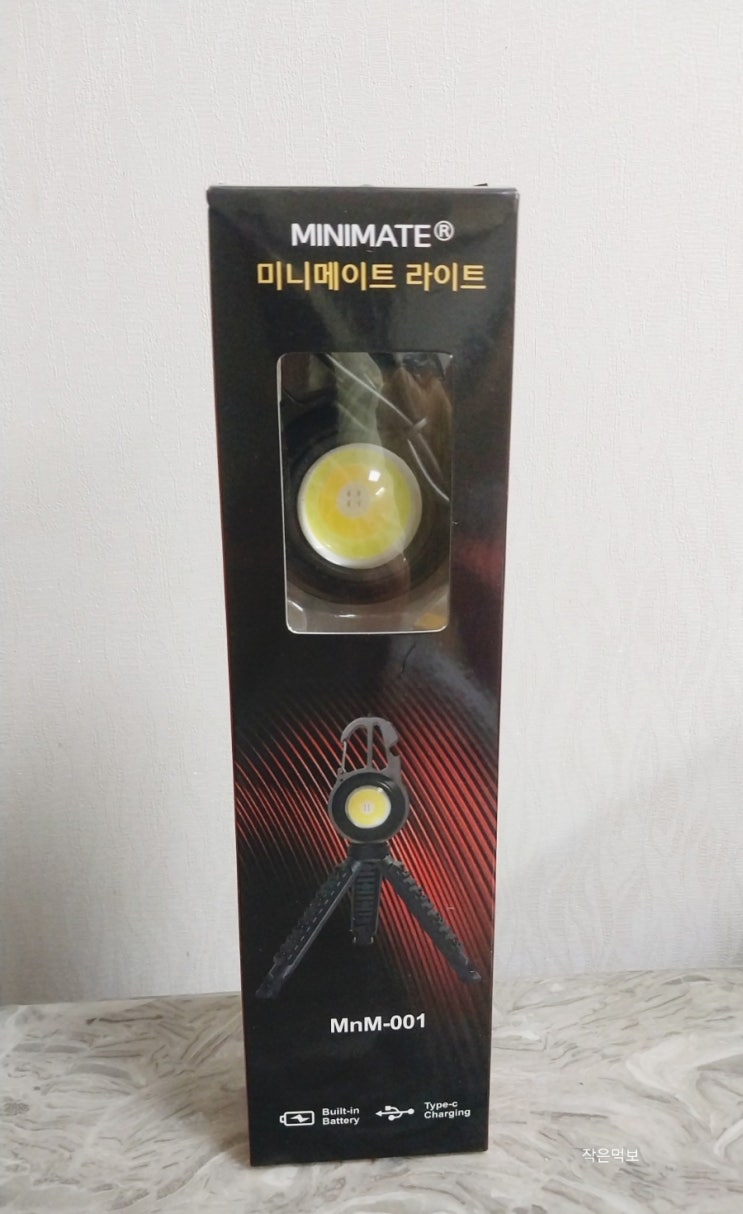 MINIMATE®
미니메이트 라이트
MnM-001
Built-in
Battery
Type-c
Charging
작은먹보